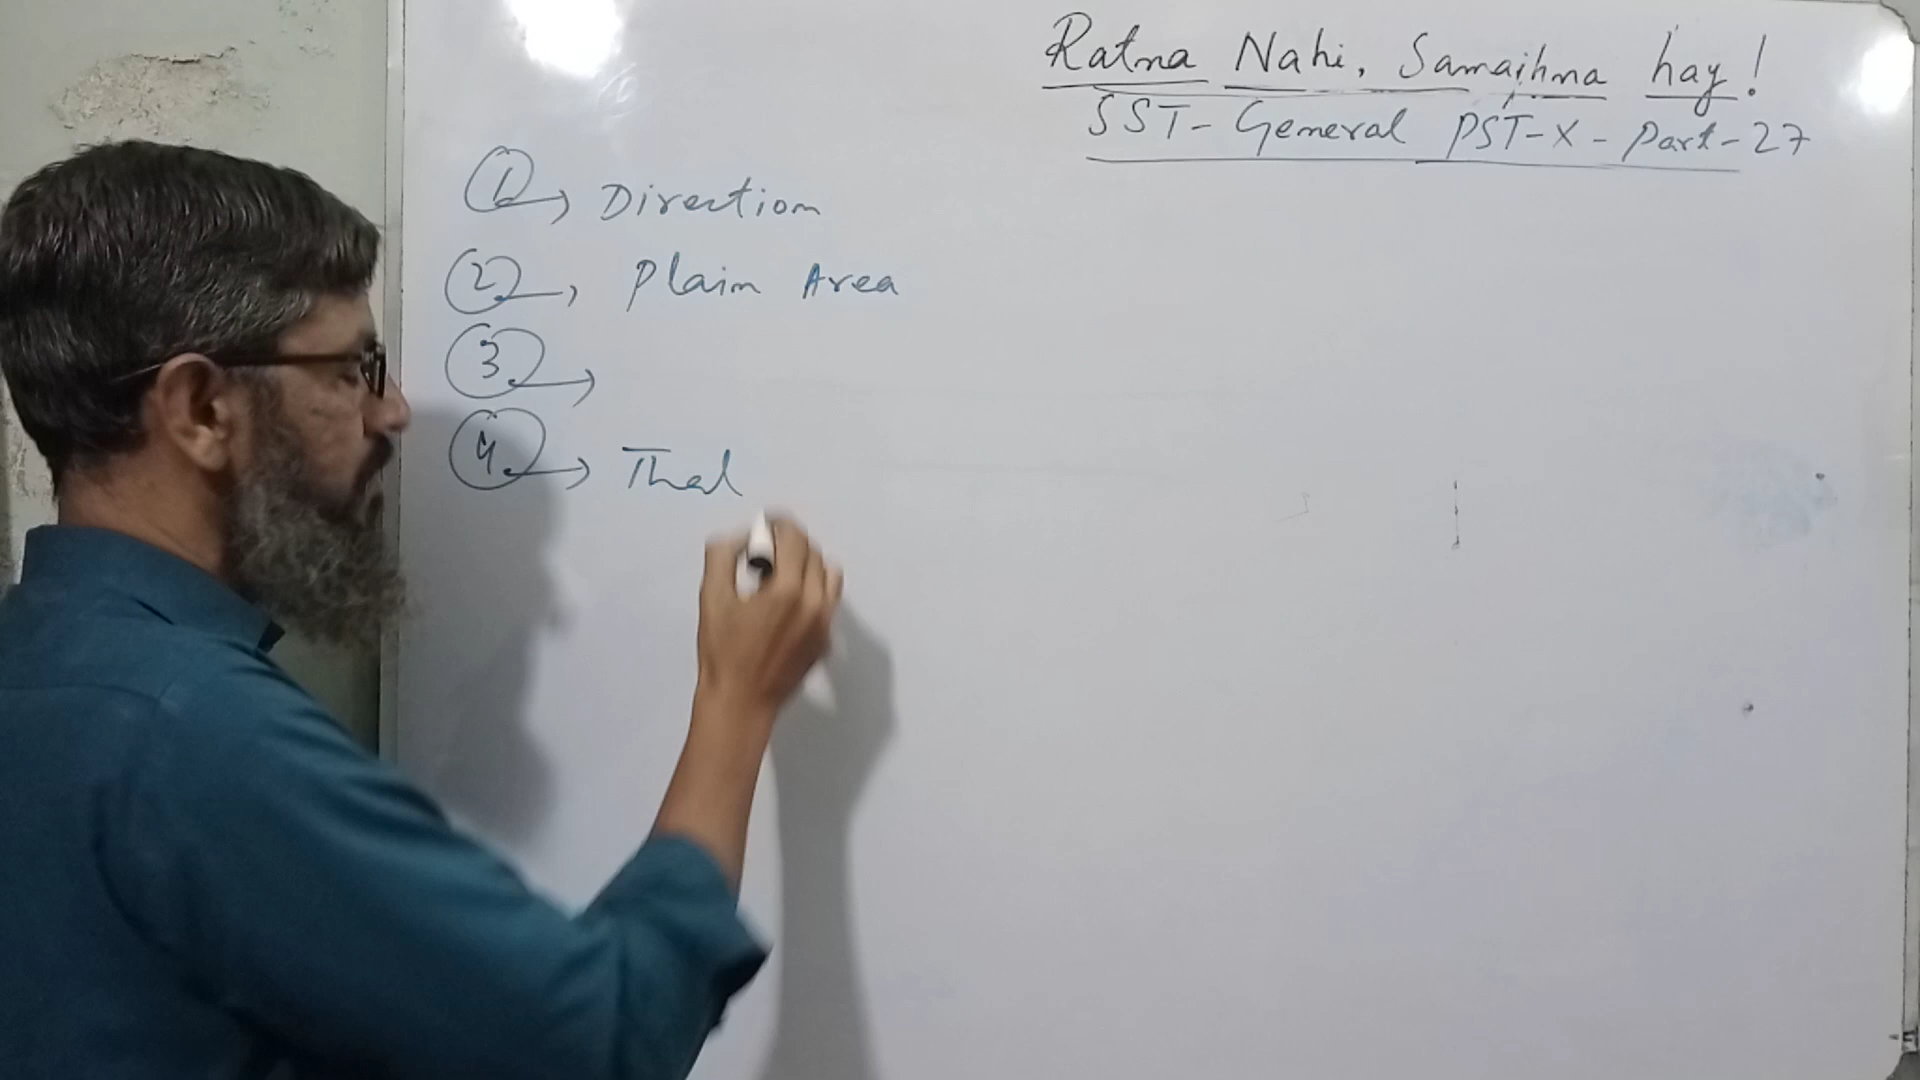 Ratna Nahi, Samajhna hay!
SST- General PST-X- Part-27
1→ Direction
2→ Plain Area
3→
4→ Thal